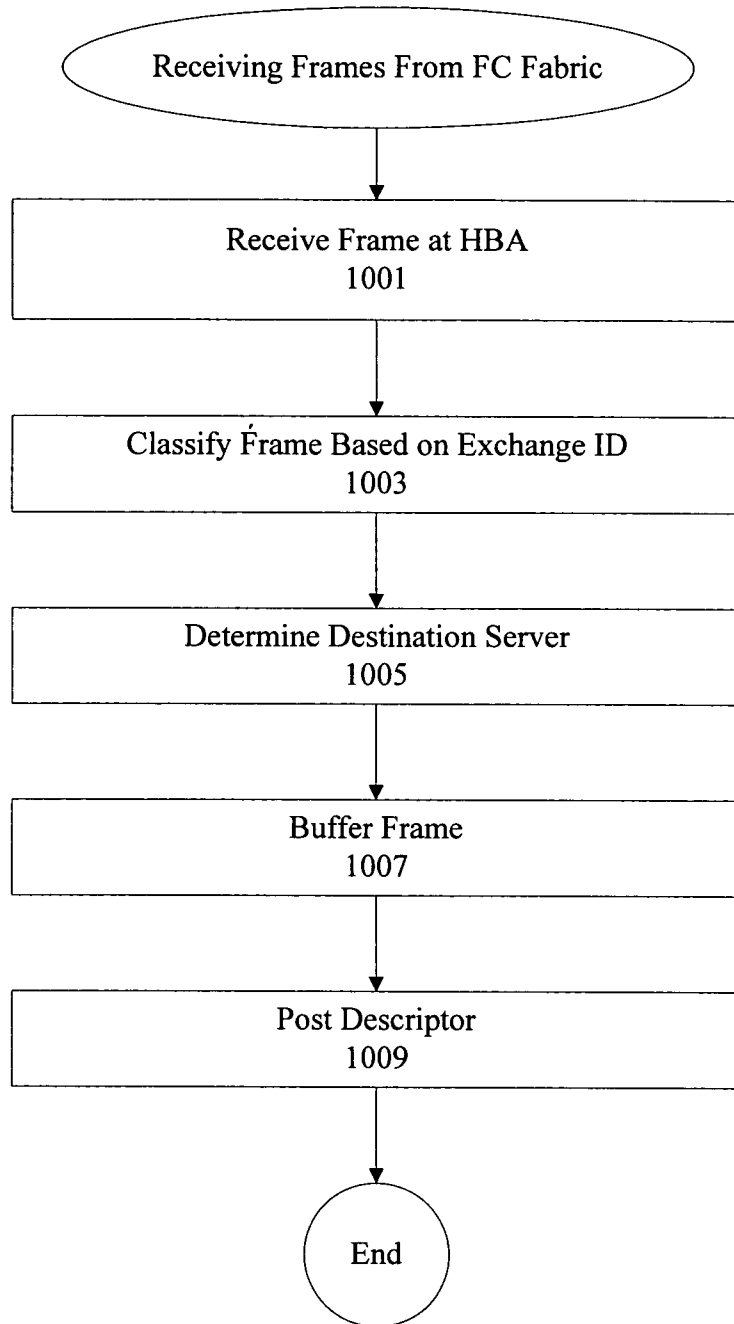 Receiving Frames From FC Fabric
Receive Frame at HBA
1001
Classify Frame Based on Exchange ID
1003
Determine Destination Server
1005
Buffer Frame
1007
Post Descriptor
1009
End